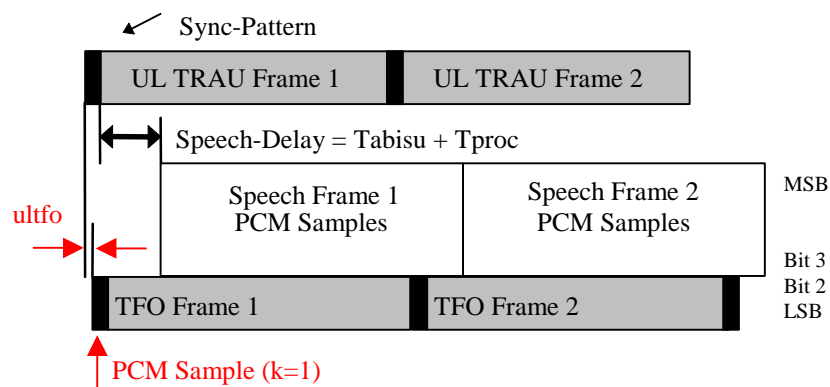 Sync-Pattern
UL TRAU Frame 1
UL TRAU Frame 2
Speech-Delay = Tabisu + Tproc
Speech Frame 1
PCM Samples
Speech Frame 2
PCM Samples
MSB
ultfo
Bit 3
Bit 2
LSB
TFO Frame 1
TFO Frame 2
PCM Sample (k=1)